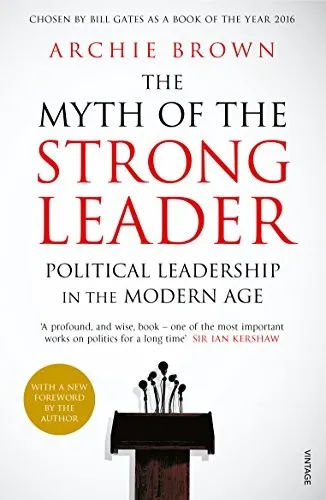 CHOSEN BY BILL GATES AS A BOOK OF THE YEAR 2016
ARCHIE BROWN
THE
MYTH OF THE
STRONG
LEADER
POLITICAL LEADERSHIP
IN THE MODERN AGE
'A profound, and wise, book – one of the most important
works on politics for a long time' SIR IAN KERSHAW
WITH A NEW
FOREWORD
BY THE
AUTHOR
VINTAGE